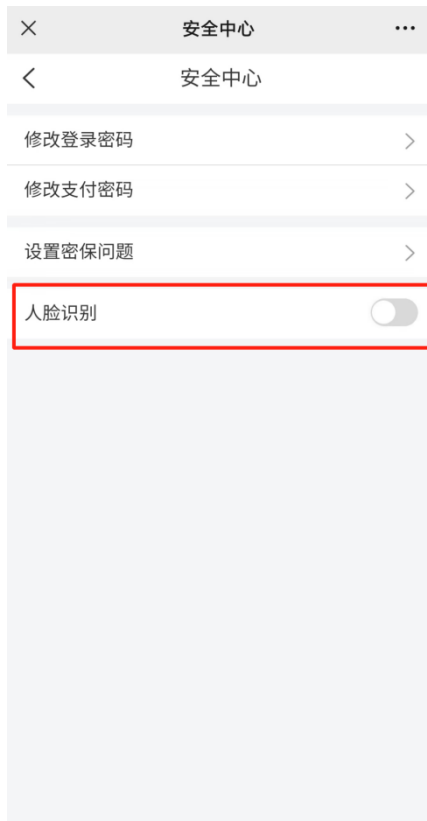 安全中心
安全中心
修改登录密码
修改支付密码
设置密保问题
人脸识别